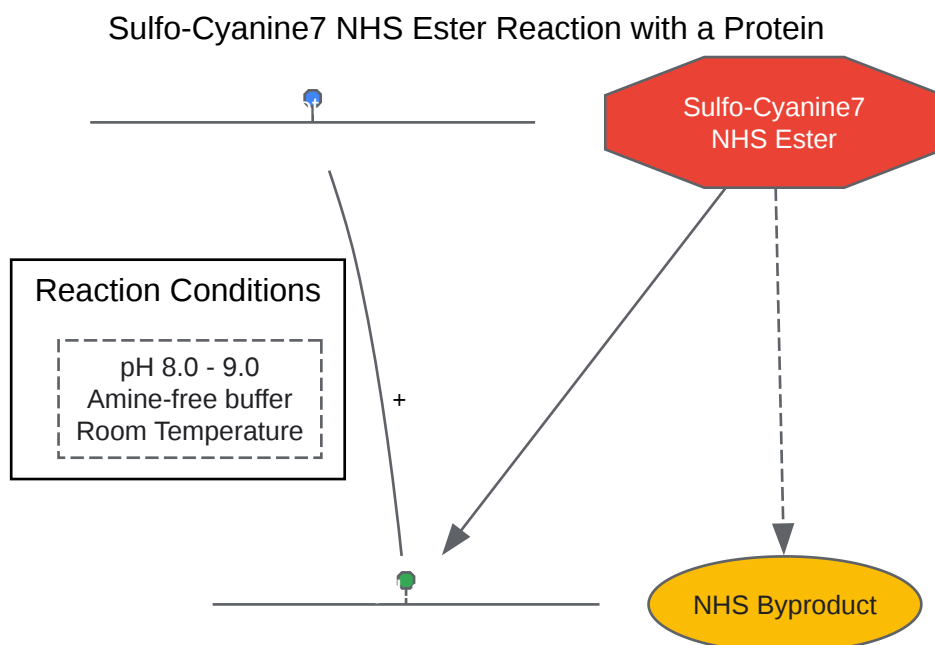 Sulfo-Cyanine7 NHS Ester Reaction with a Protein
Sulfo-Cyanine7
NHS Ester
Reaction Conditions
pH 8.0 - 9.0
Amine-free buffer
Room Temperature
+
NHS Byproduct